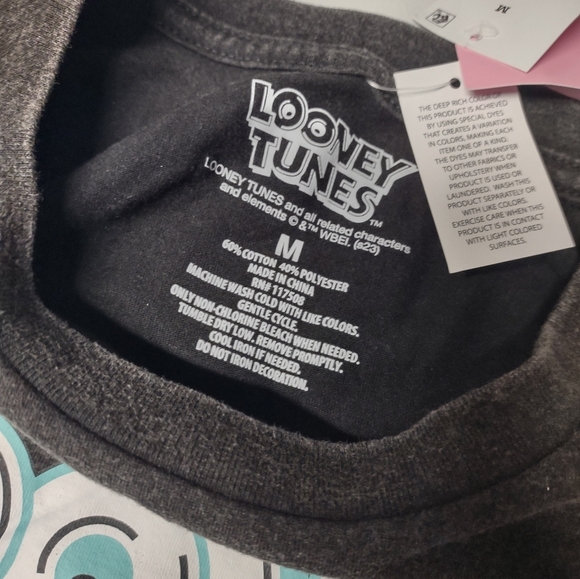 M
THE DEEP RICH COLOR OF
THIS PRODUCT IS ACHIEVED
BY USING SPECIAL DYES
THAT CREATES A VARIATION
IN COLORS, MAKING EACH
ITEM ONE OF A KIND.
THE DYES MAY TRANSFER
TO OTHER FABRICS OR
UPHOLSTERY WHEN
PRODUCT IS USED OR
LAUNDERED. WASH THIS
PRODUCT SEPARATELY OR
WITH LIKE COLORS.
EXERCISE CARE WHEN THIS
PRODUCT IS IN CONTACT
WITH LIGHT COLORED
SURFACES.
LOONEY
TUNES™
LOONEY TUNES and all related characters
and elements © &™ WBEI. (s23)
M
60% COTTON 40% POLYESTER
MADE IN CHINA
RN# 117508
MACHINE WASH COLD WITH LIKE COLORS.
GENTLE CYCLE.
ONLY NON-CHLORINE BLEACH WHEN NEEDED.
TUMBLE DRY LOW. REMOVE PROMPTLY.
COOL IRON IF NEEDED.
DO NOT IRON DECORATION.